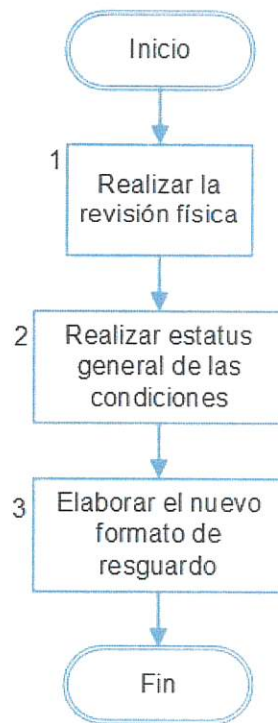 Inicio
1
Realizar la
revisión física
2
Realizar estatus
general de las
condiciones
3
Elaborar el nuevo
formato de
resguardo
Fin